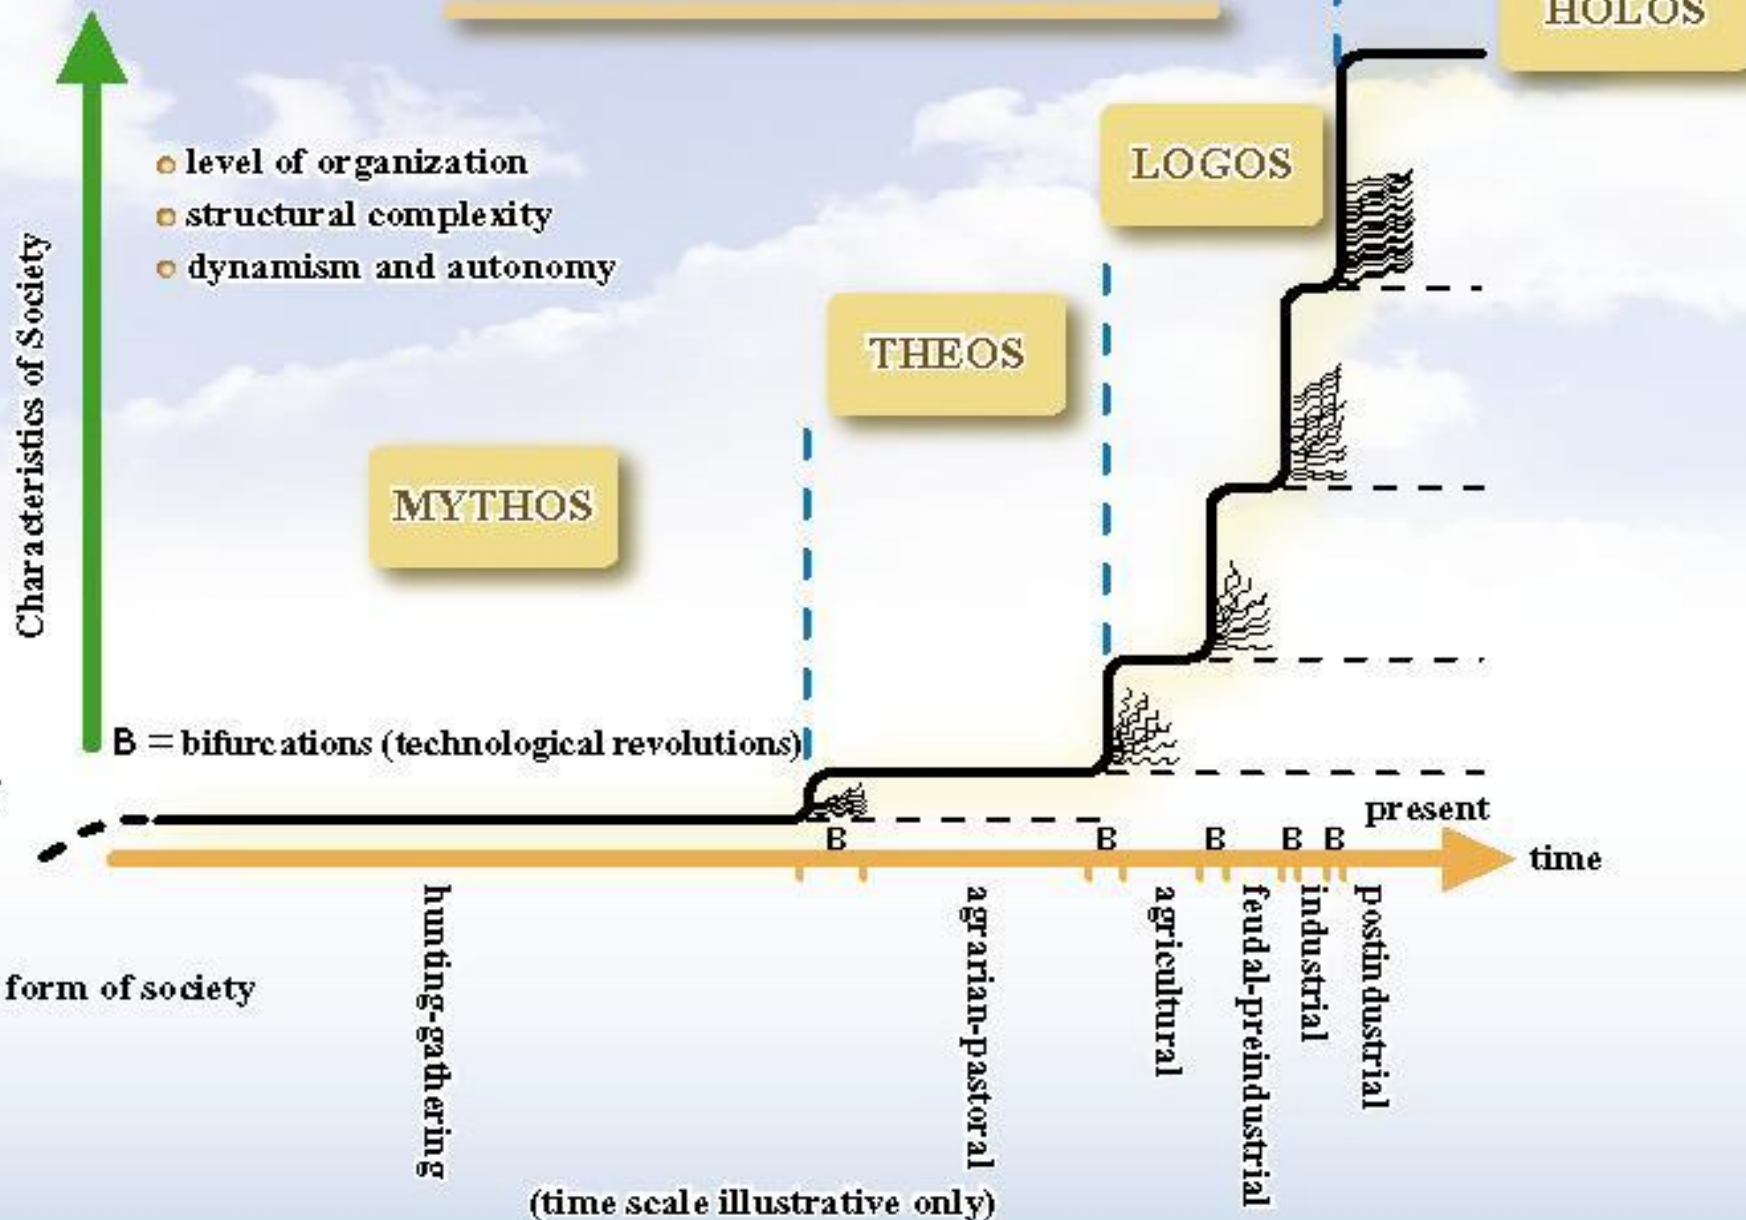 HOLOS
LOGOS
level of organization
structural complexity
dynamism and autonomy
THEOS
MYTHOS
Characteristics of Society
B = bifurcations (technological revolutions)
present
B
B
B
B
B
time
hunting-gathering
agrarian-pastoral
agricultural
feudal-preindustrial
industrial
postindustrial
form of society
(time scale illustrative only)